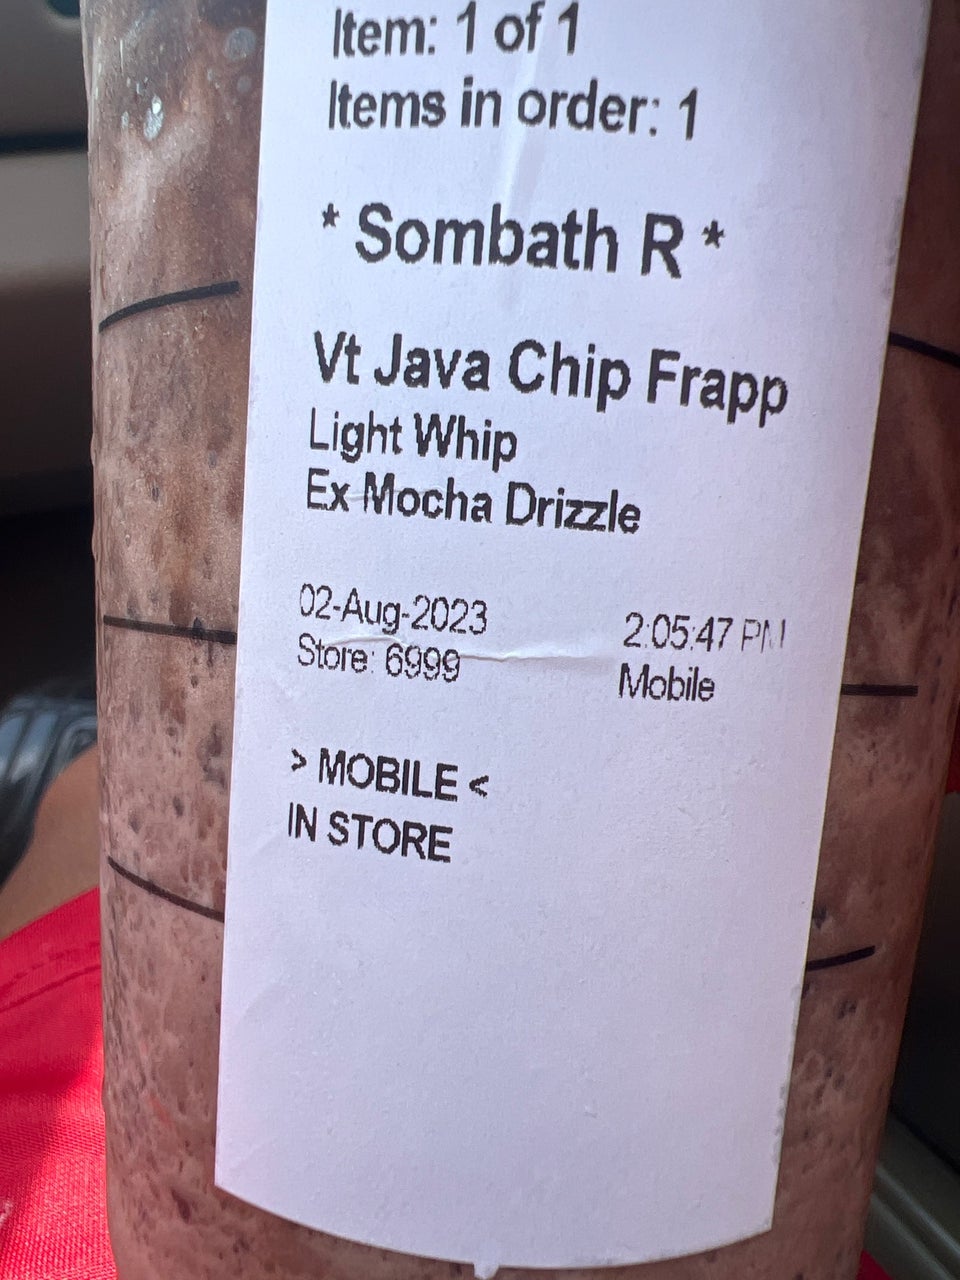 Item: 1 of 1
Items in order: 1
* Sombath R *
Vt Java Chip Frapp
Light Whip
Ex Mocha Drizzle
02-Aug-2023 2:05:47 PM
Store: 6999 Mobile
> MOBILE <
IN STORE